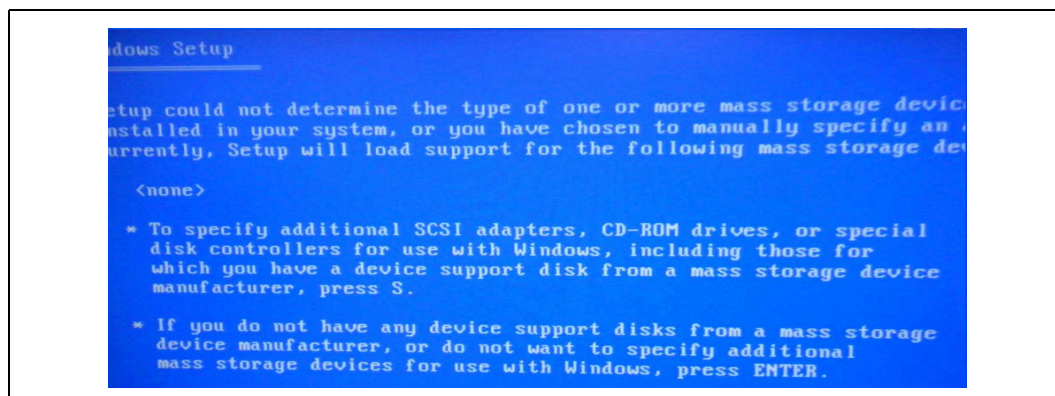 dows Setup
etup could not determine the type of one or more mass storage devic
nstalled in your system, or you have chosen to manually specify an
urrently, Setup will load support for the following mass storage de
<none>
* To specify additional SCSI adapters, CD-ROM drives, or special
disk controllers for use with Windows, including those for
which you have a device support disk from a mass storage device
manufacturer, press S.
* If you do not have any device support disks from a mass storage
device manufacturer, or do not want to specify additional
mass storage devices for use with Windows, press ENTER.